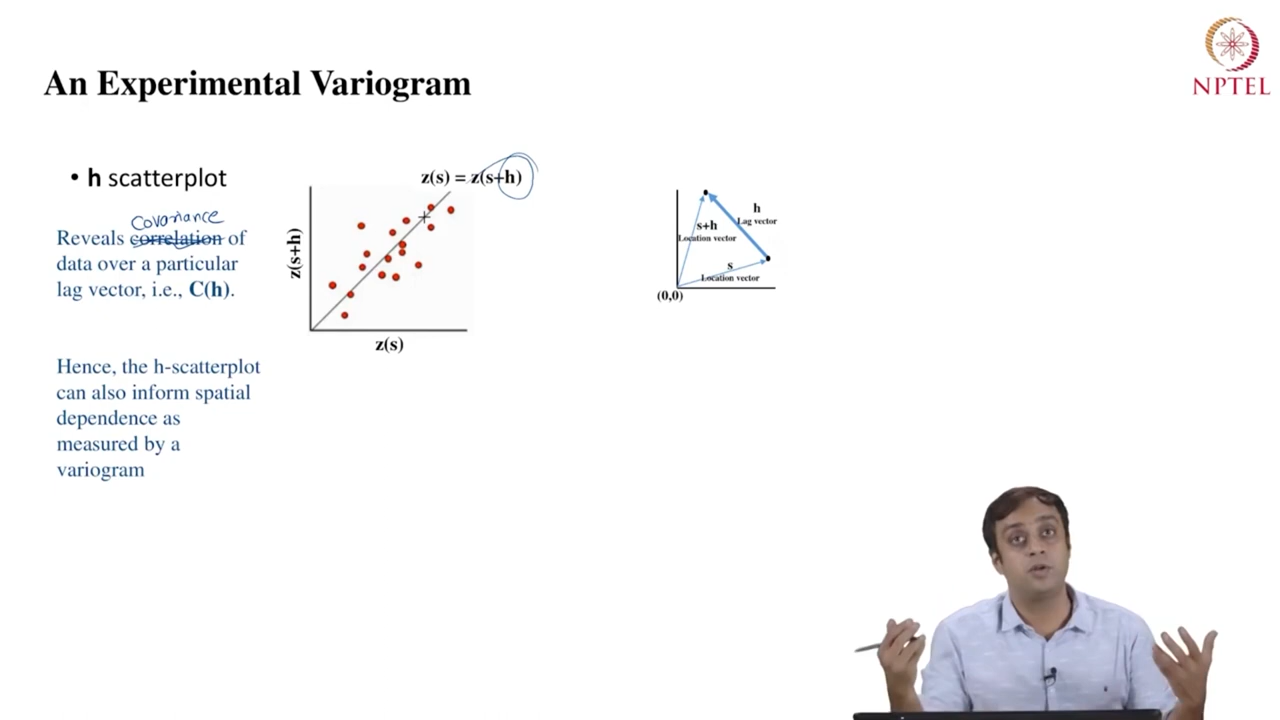 NPTEL
An Experimental Variogram
• h scatterplot
Covariance
Reveals correlation of
data over a particular
lag vector, i.e., C(h).
Hence, the h-scatterplot
can also inform spatial
dependence as
measured by a
variogram
z(s) = z(s+h)
z(s+h)
z(s)
h
Lag vector
s+h
Location vector
s
Location vector
(0,0)